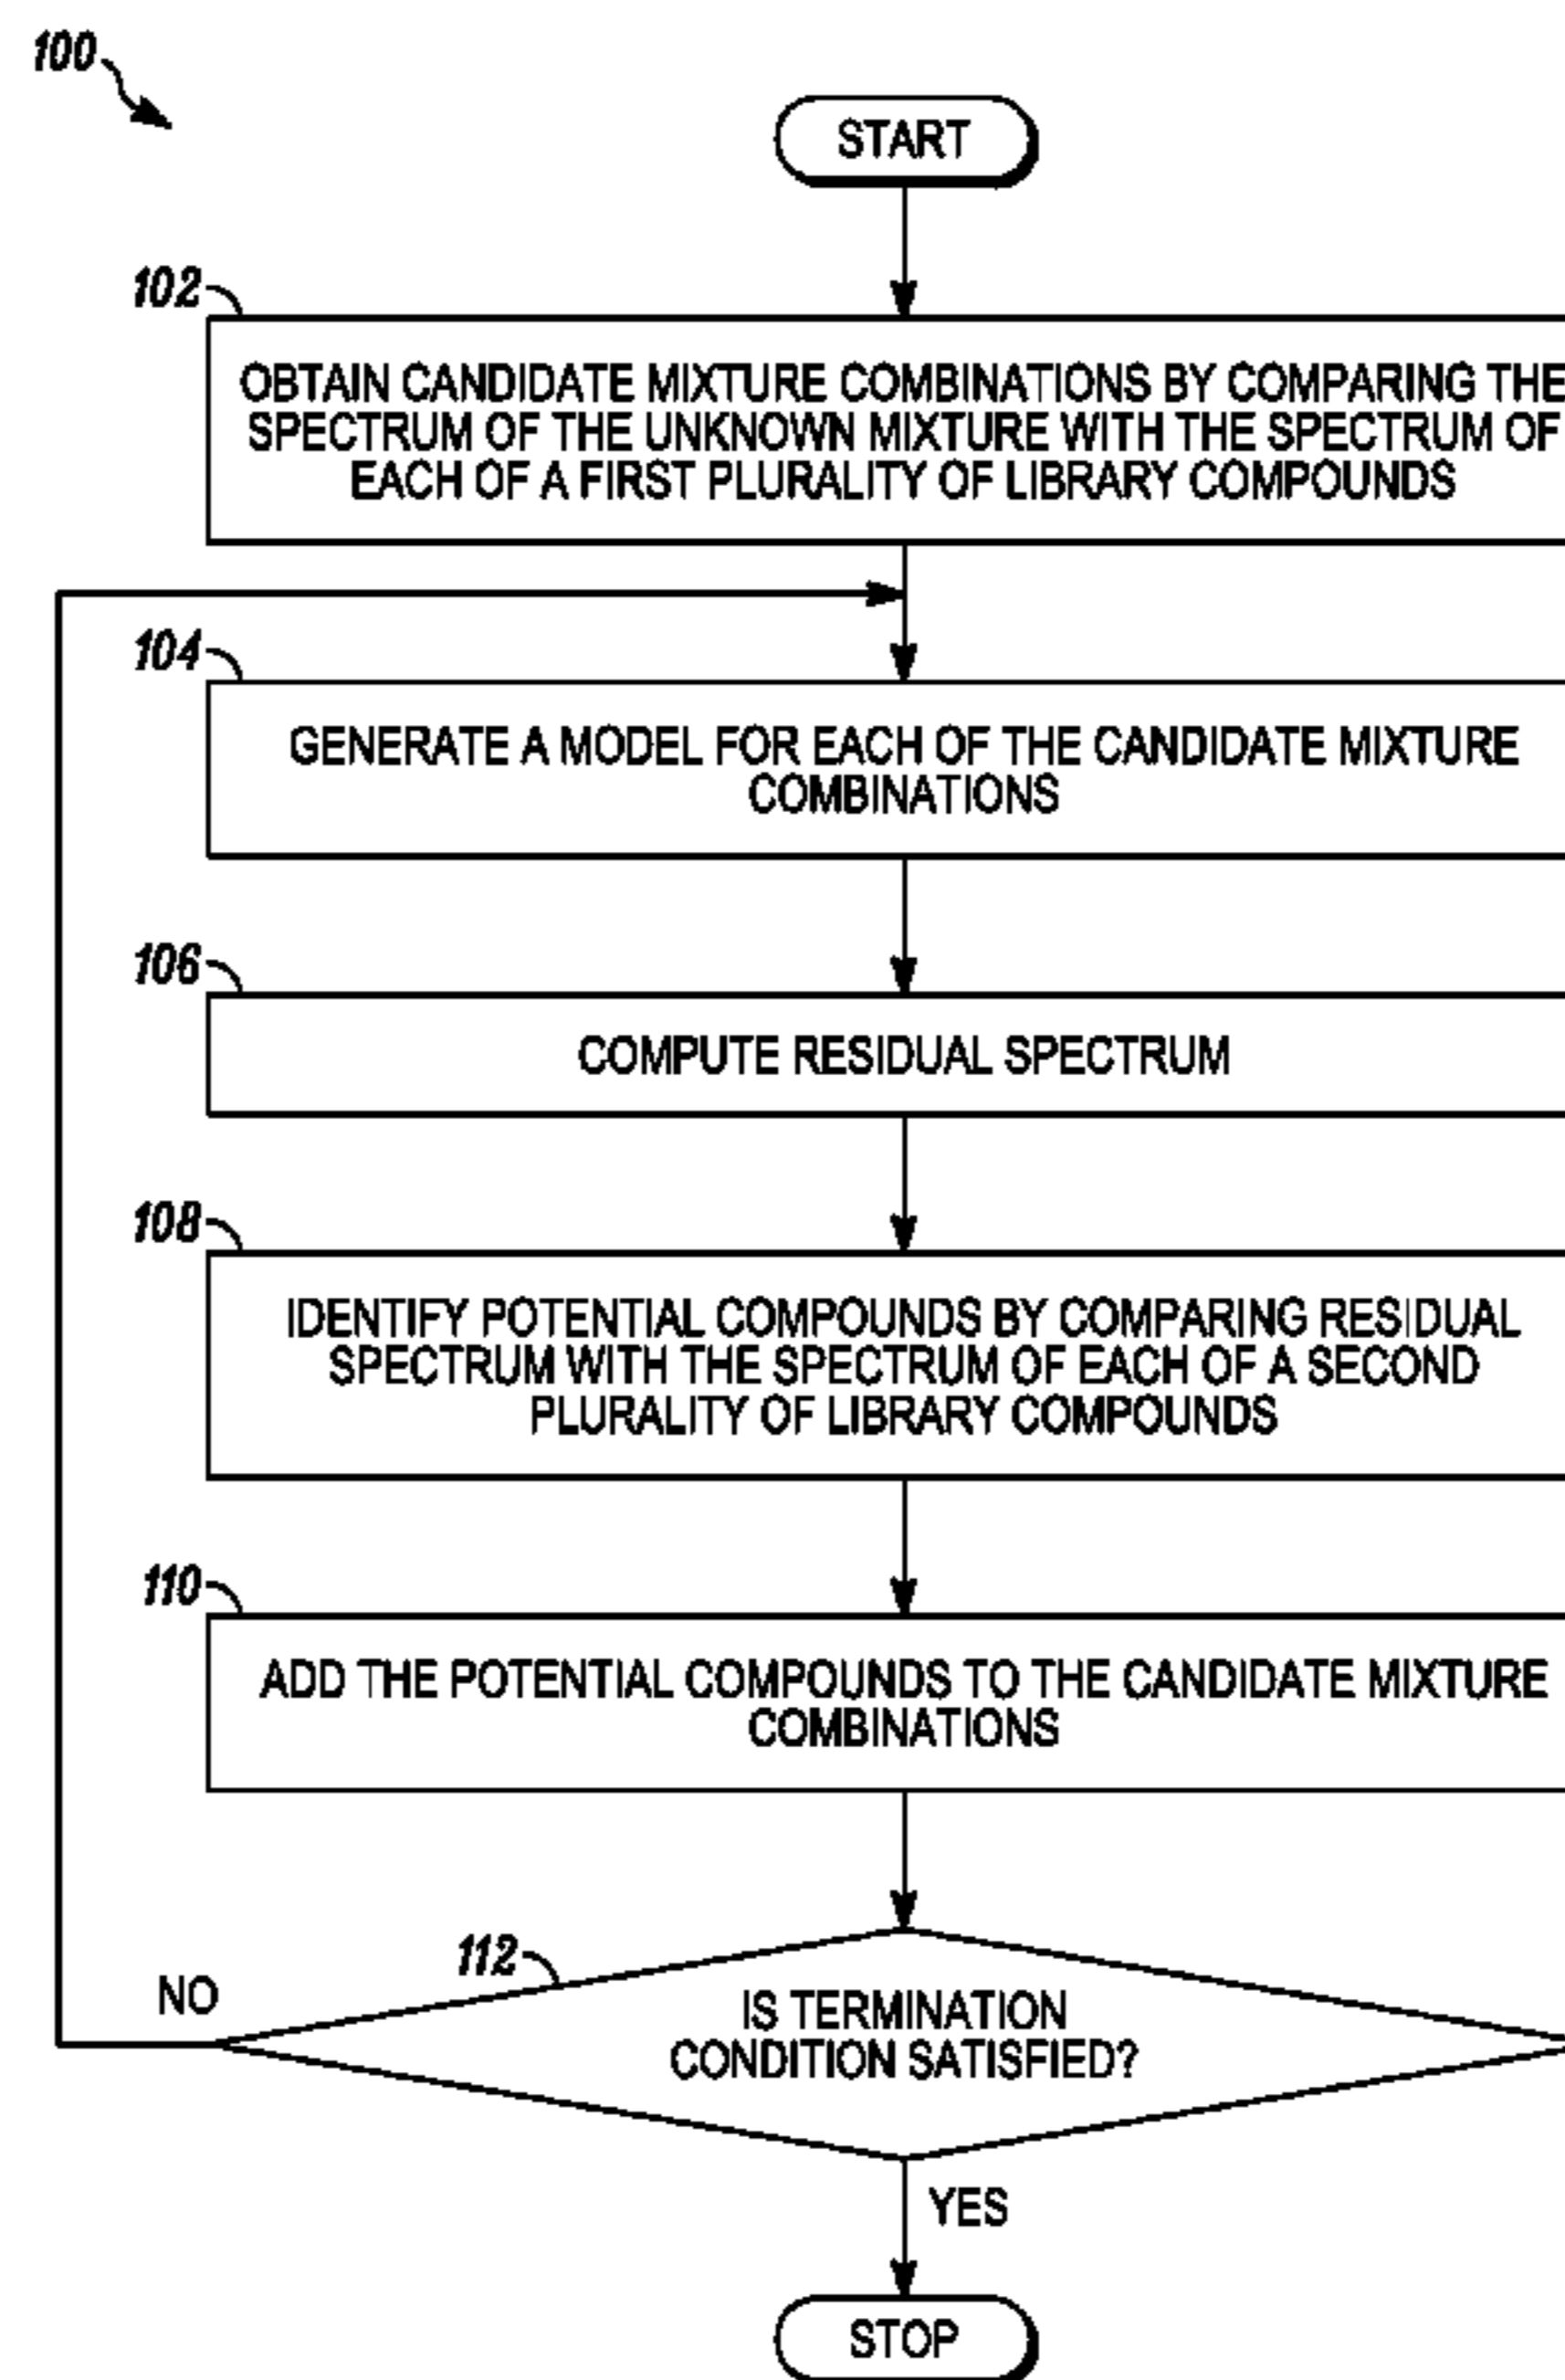 100
START
102
OBTAIN CANDIDATE MIXTURE COMBINATIONS BY COMPARING THE
SPECTRUM OF THE UNKNOWN MIXTURE WITH THE SPECTRUM OF
EACH OF A FIRST PLURALITY OF LIBRARY COMPOUNDS
104
GENERATE A MODEL FOR EACH OF THE CANDIDATE MIXTURE
COMBINATIONS
106
COMPUTE RESIDUAL SPECTRUM
108
IDENTIFY POTENTIAL COMPOUNDS BY COMPARING RESIDUAL
SPECTRUM WITH THE SPECTRUM OF EACH OF A SECOND
PLURALITY OF LIBRARY COMPOUNDS
110
ADD THE POTENTIAL COMPOUNDS TO THE CANDIDATE MIXTURE
COMBINATIONS
112
NO
IS TERMINATION
CONDITION SATISFIED?
YES
STOP